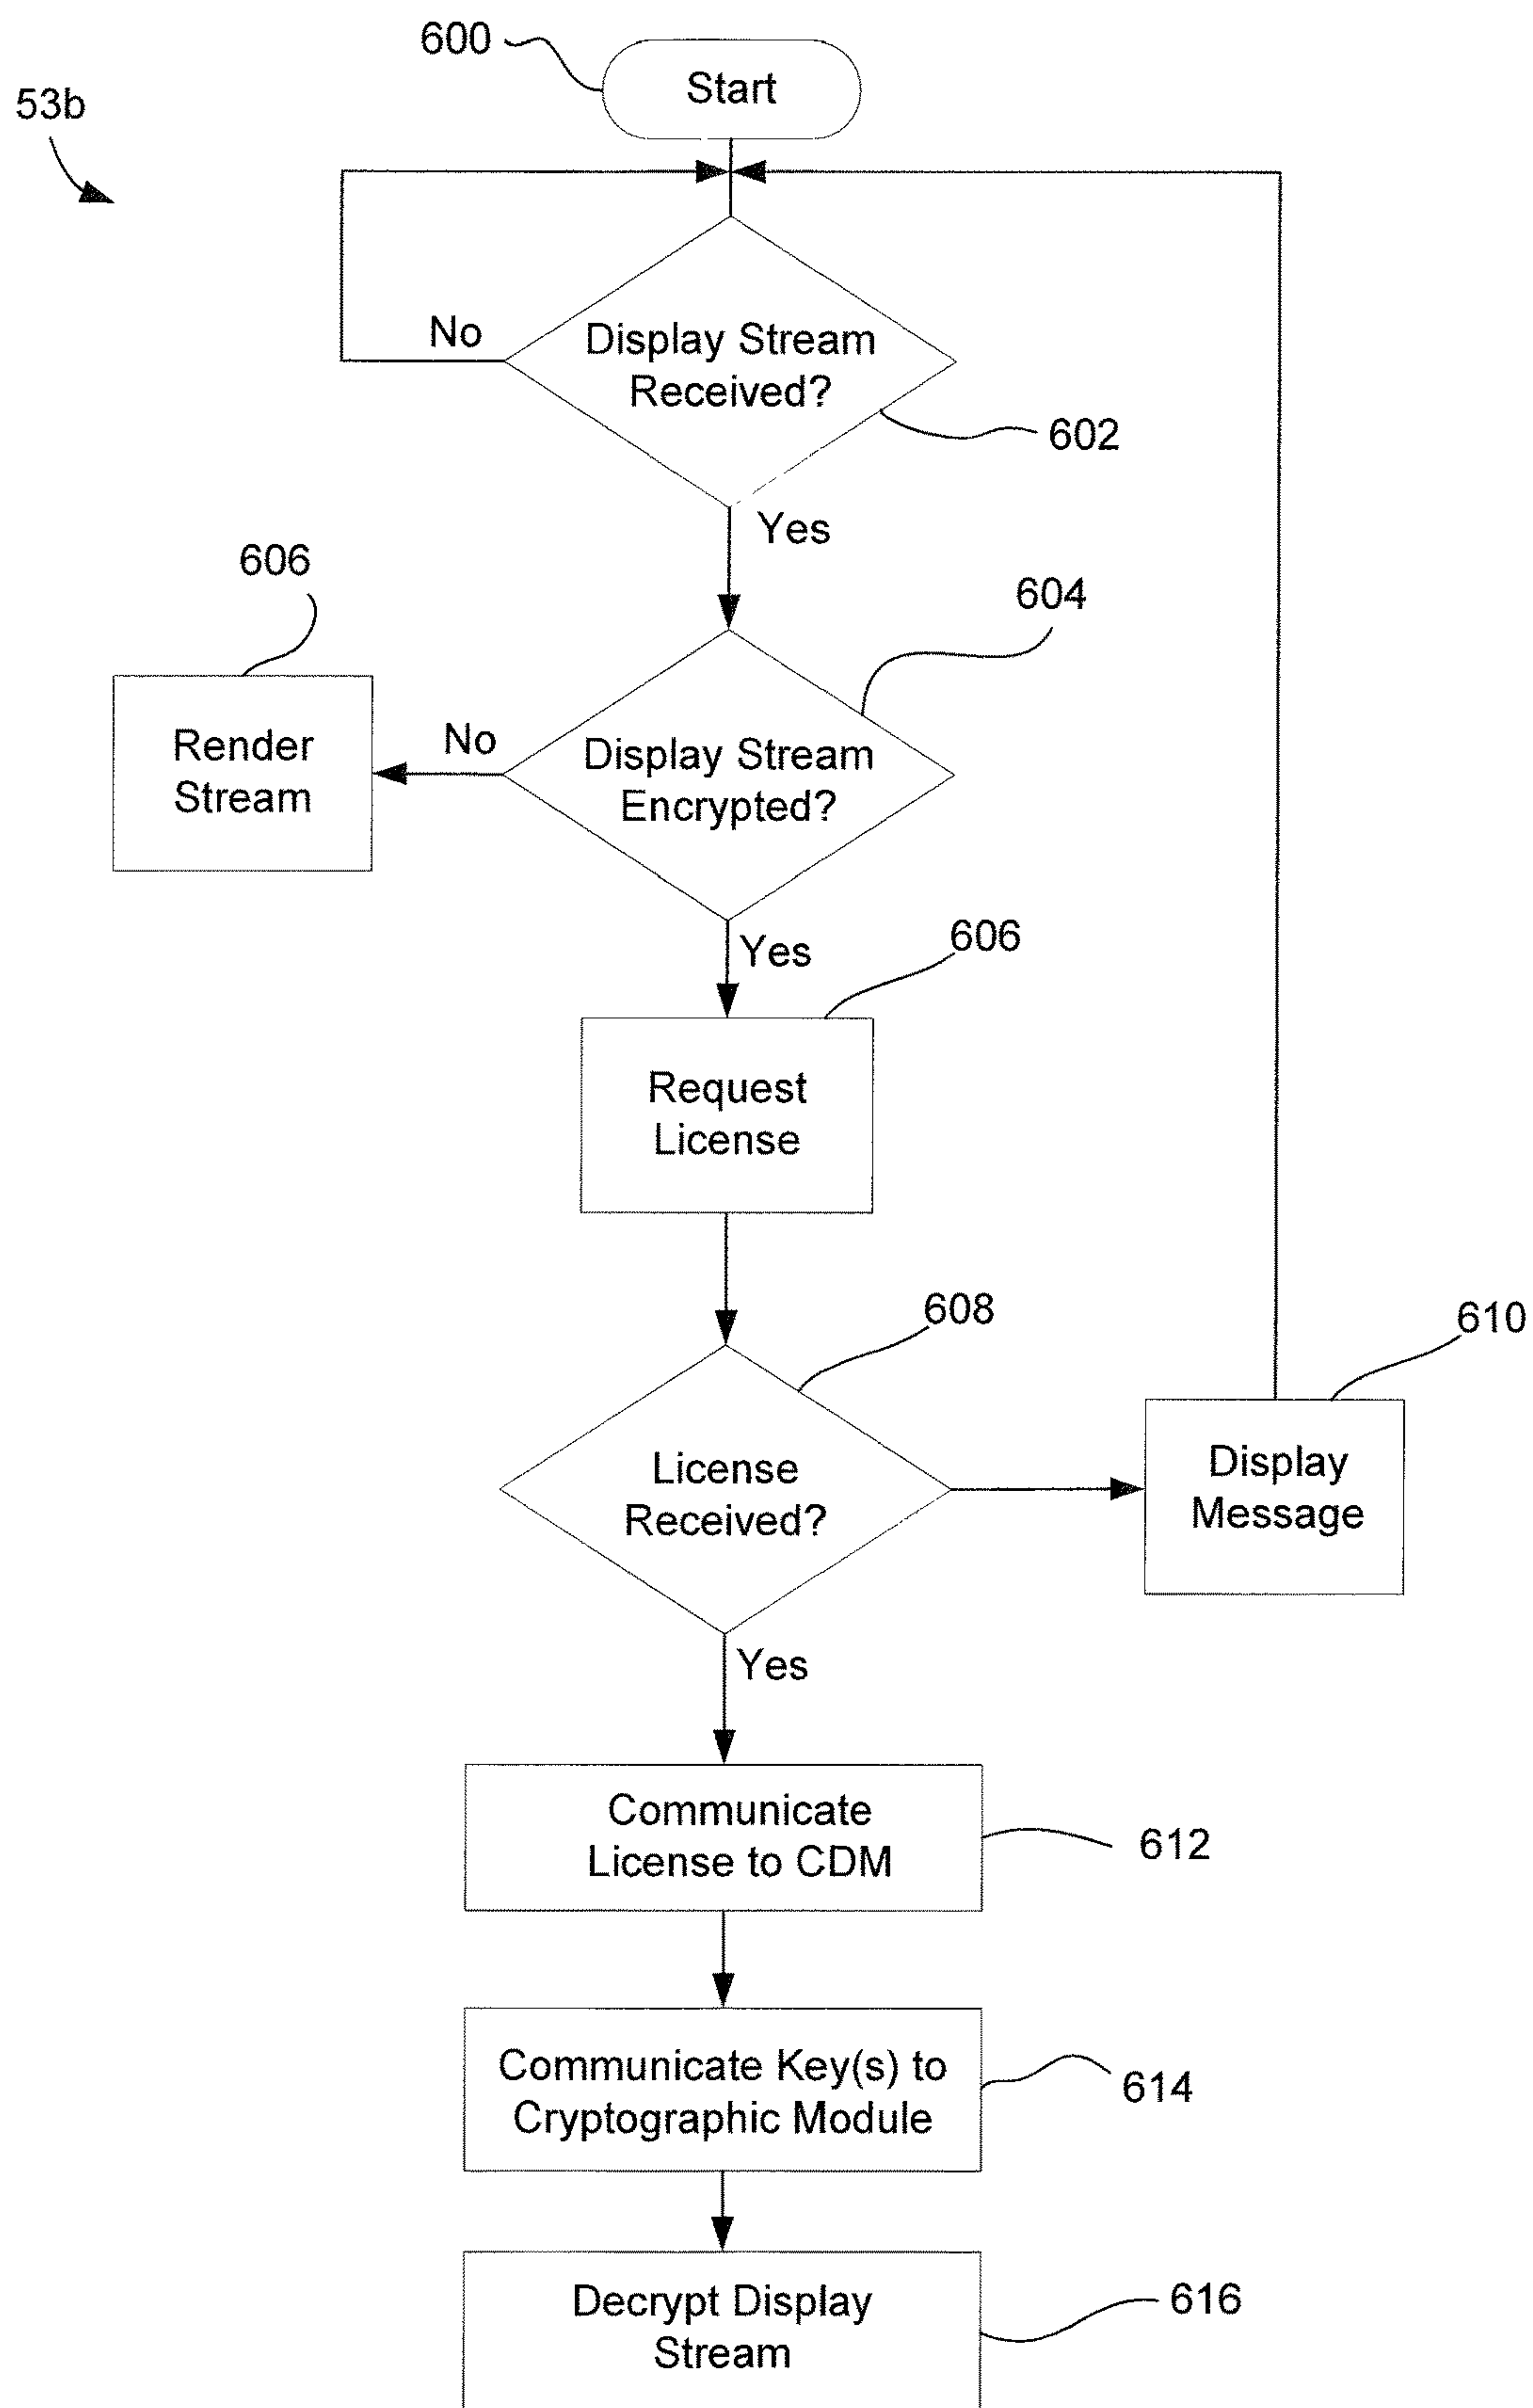 600
Start
53b
No
Display Stream
Received?
602
Yes
606
604
Render
Stream
No
Display Stream
Encrypted?
Yes
606
Request
License
608
610
License
Received?
Display
Message
Yes
Communicate
License to CDM
612
Communicate Key(s) to
Cryptographic Module
614
Decrypt Display
Stream
616